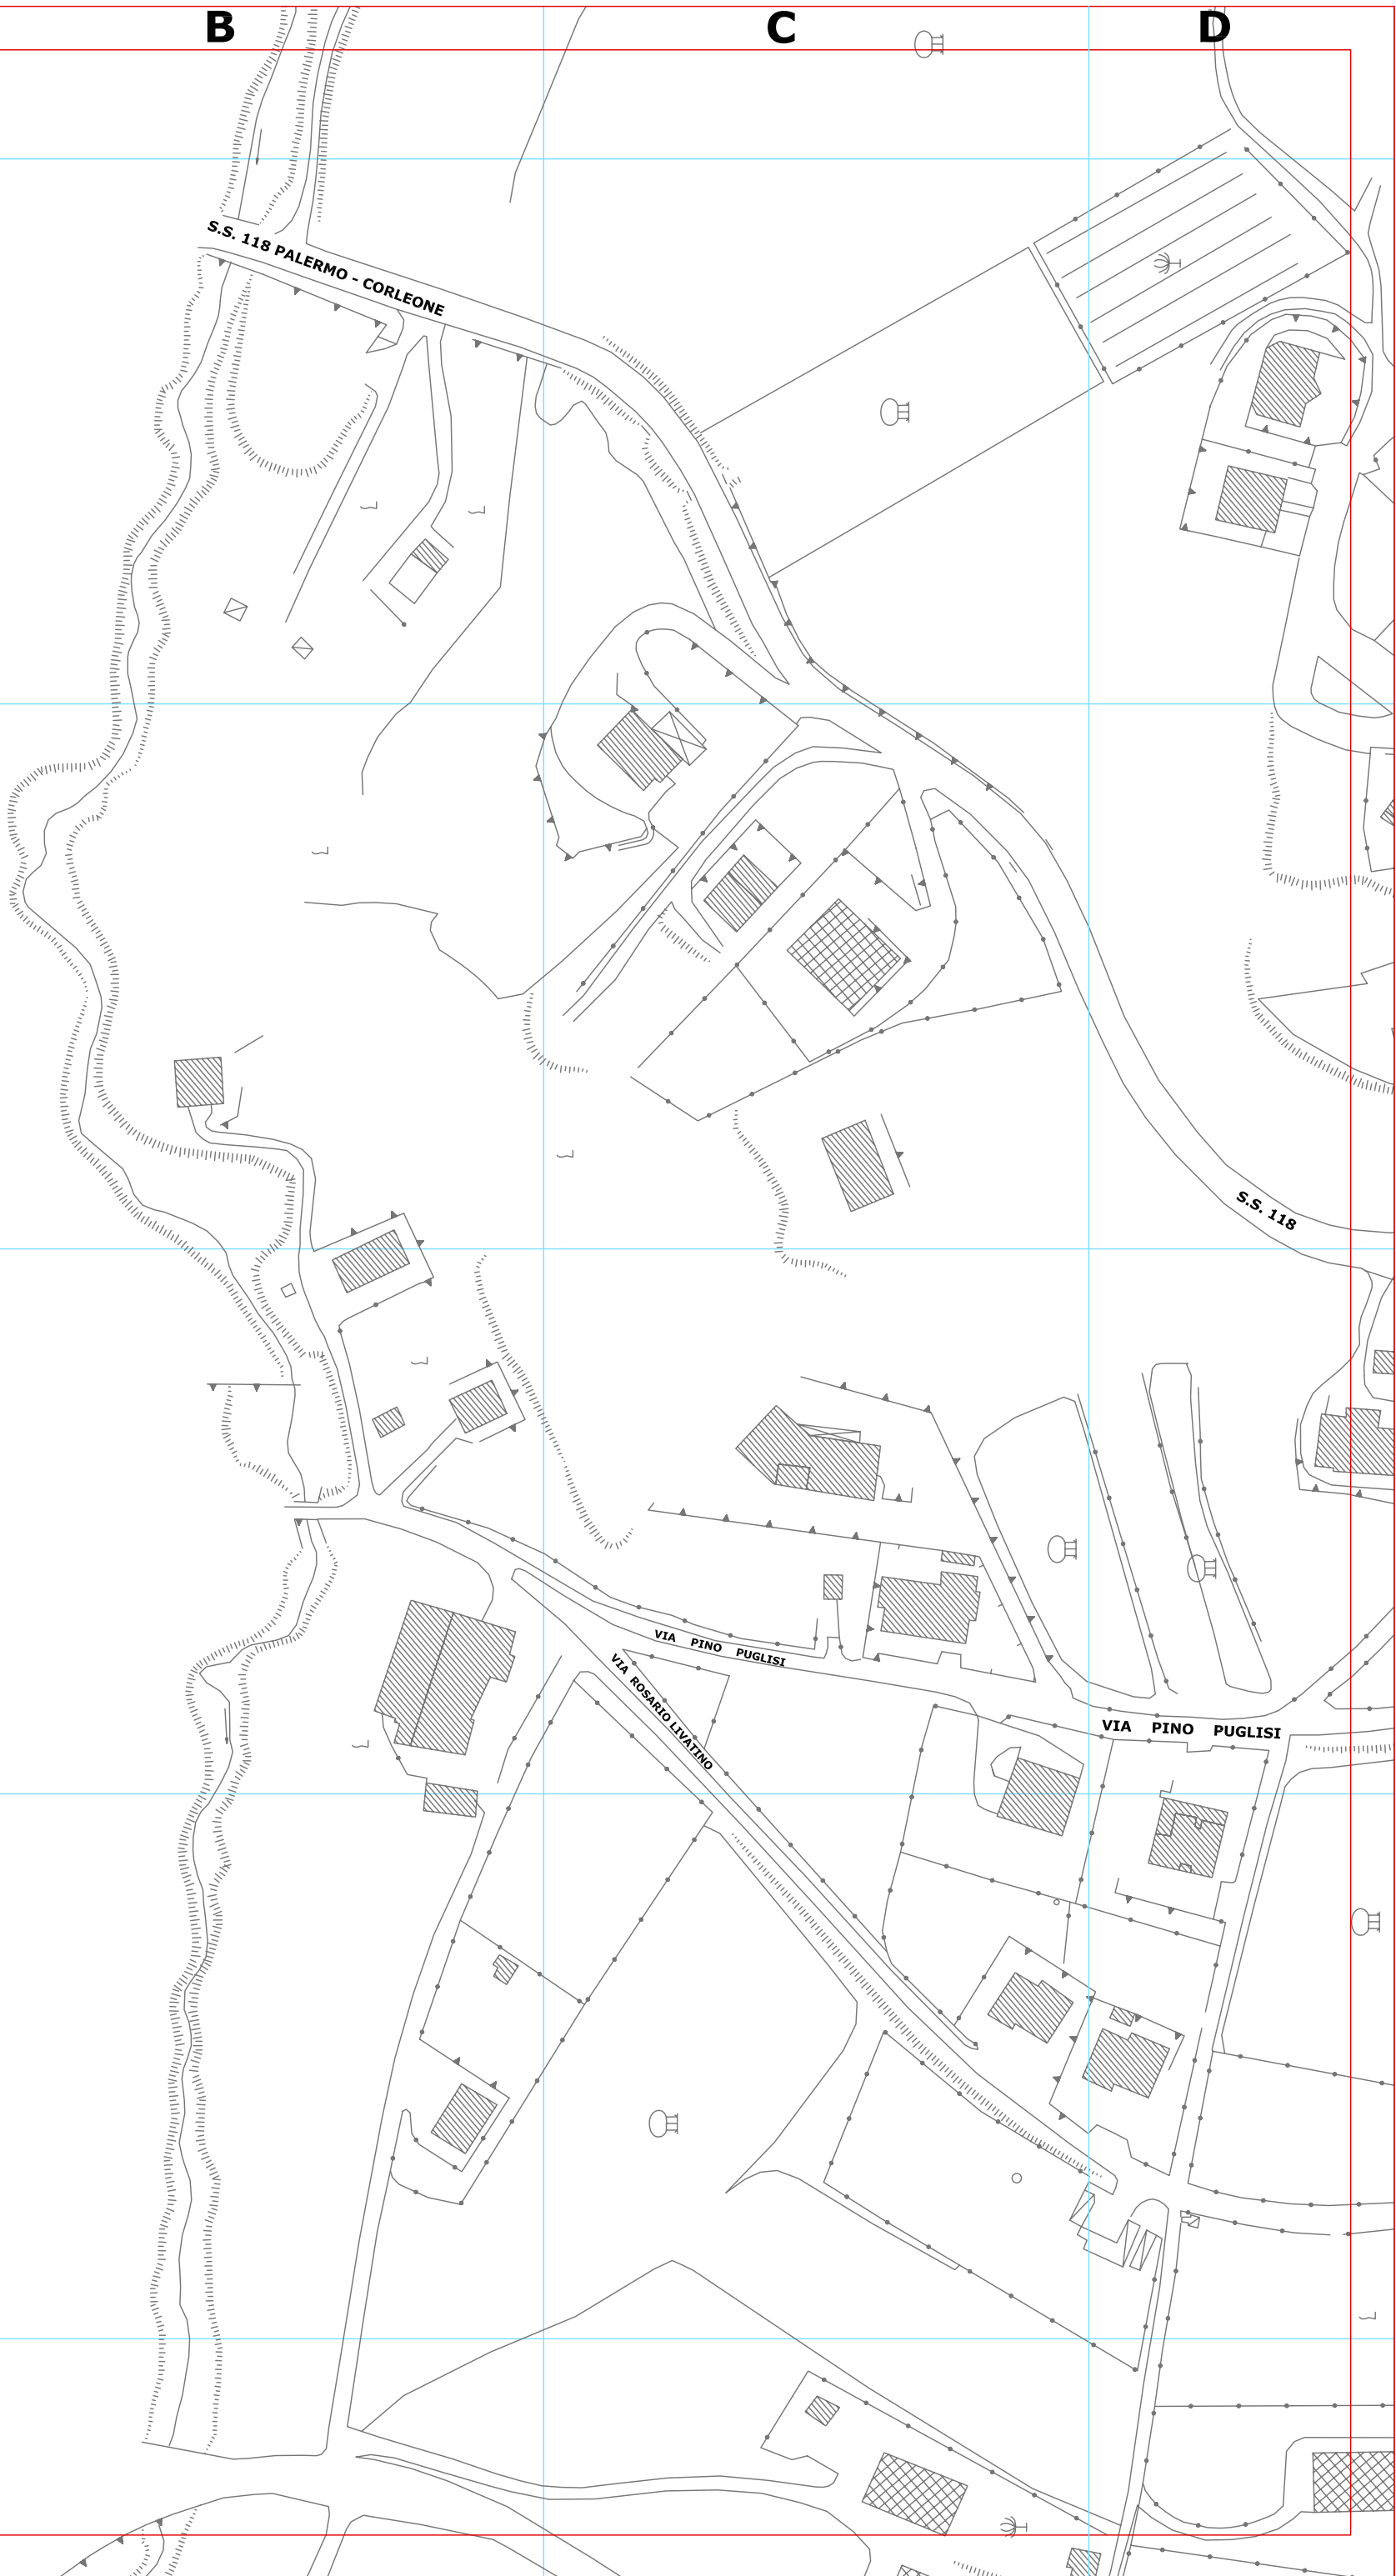 B
C
D
S.S. 118 PALERMO - CORLEONE
S.S. 118
VIA PINO PUGLISI
VIA ROSARIO LIVATINO
VIA PINO PUGLISI